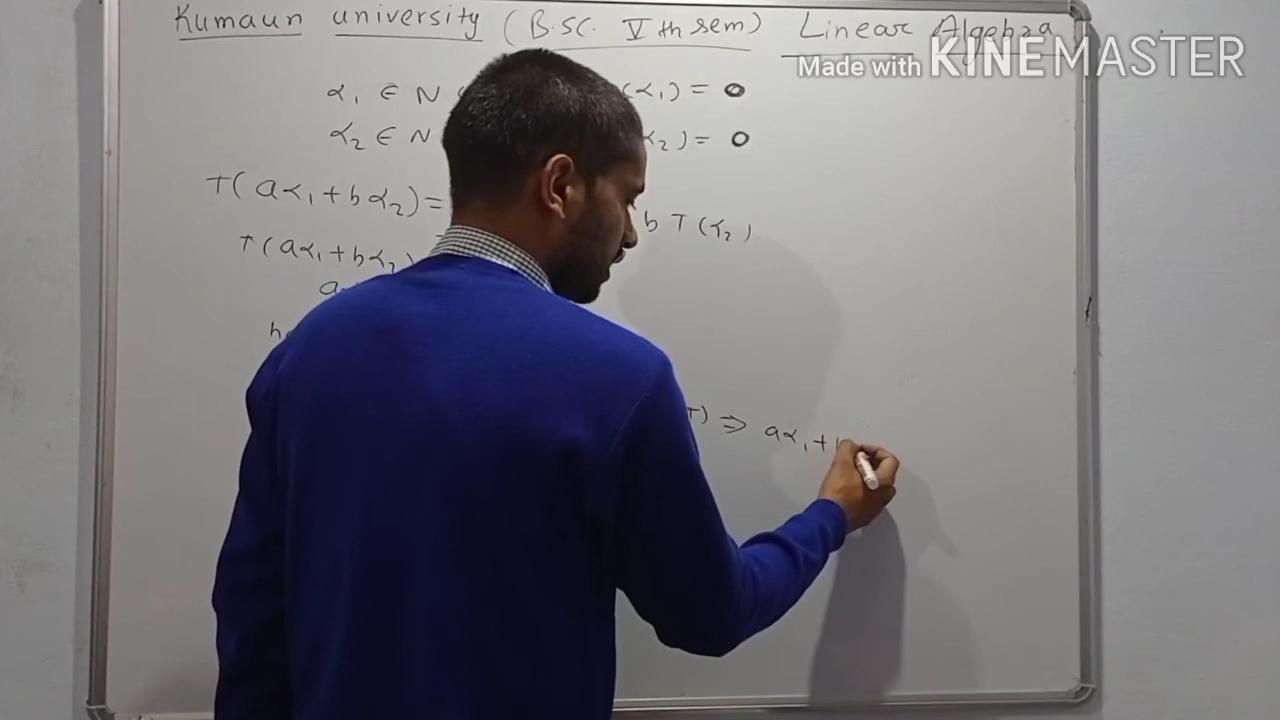 Kumaun university (B.SC. Vth sem) Linear Algebra
Made with KINEMASTER
α₁ ∈ N (α₁) = 0
α₂ ∈ N α₂) = 0
T(aα₁+bα₂) = b T(α₂)
T(aα₁+bα₂)
T) ⇒ aα₁+